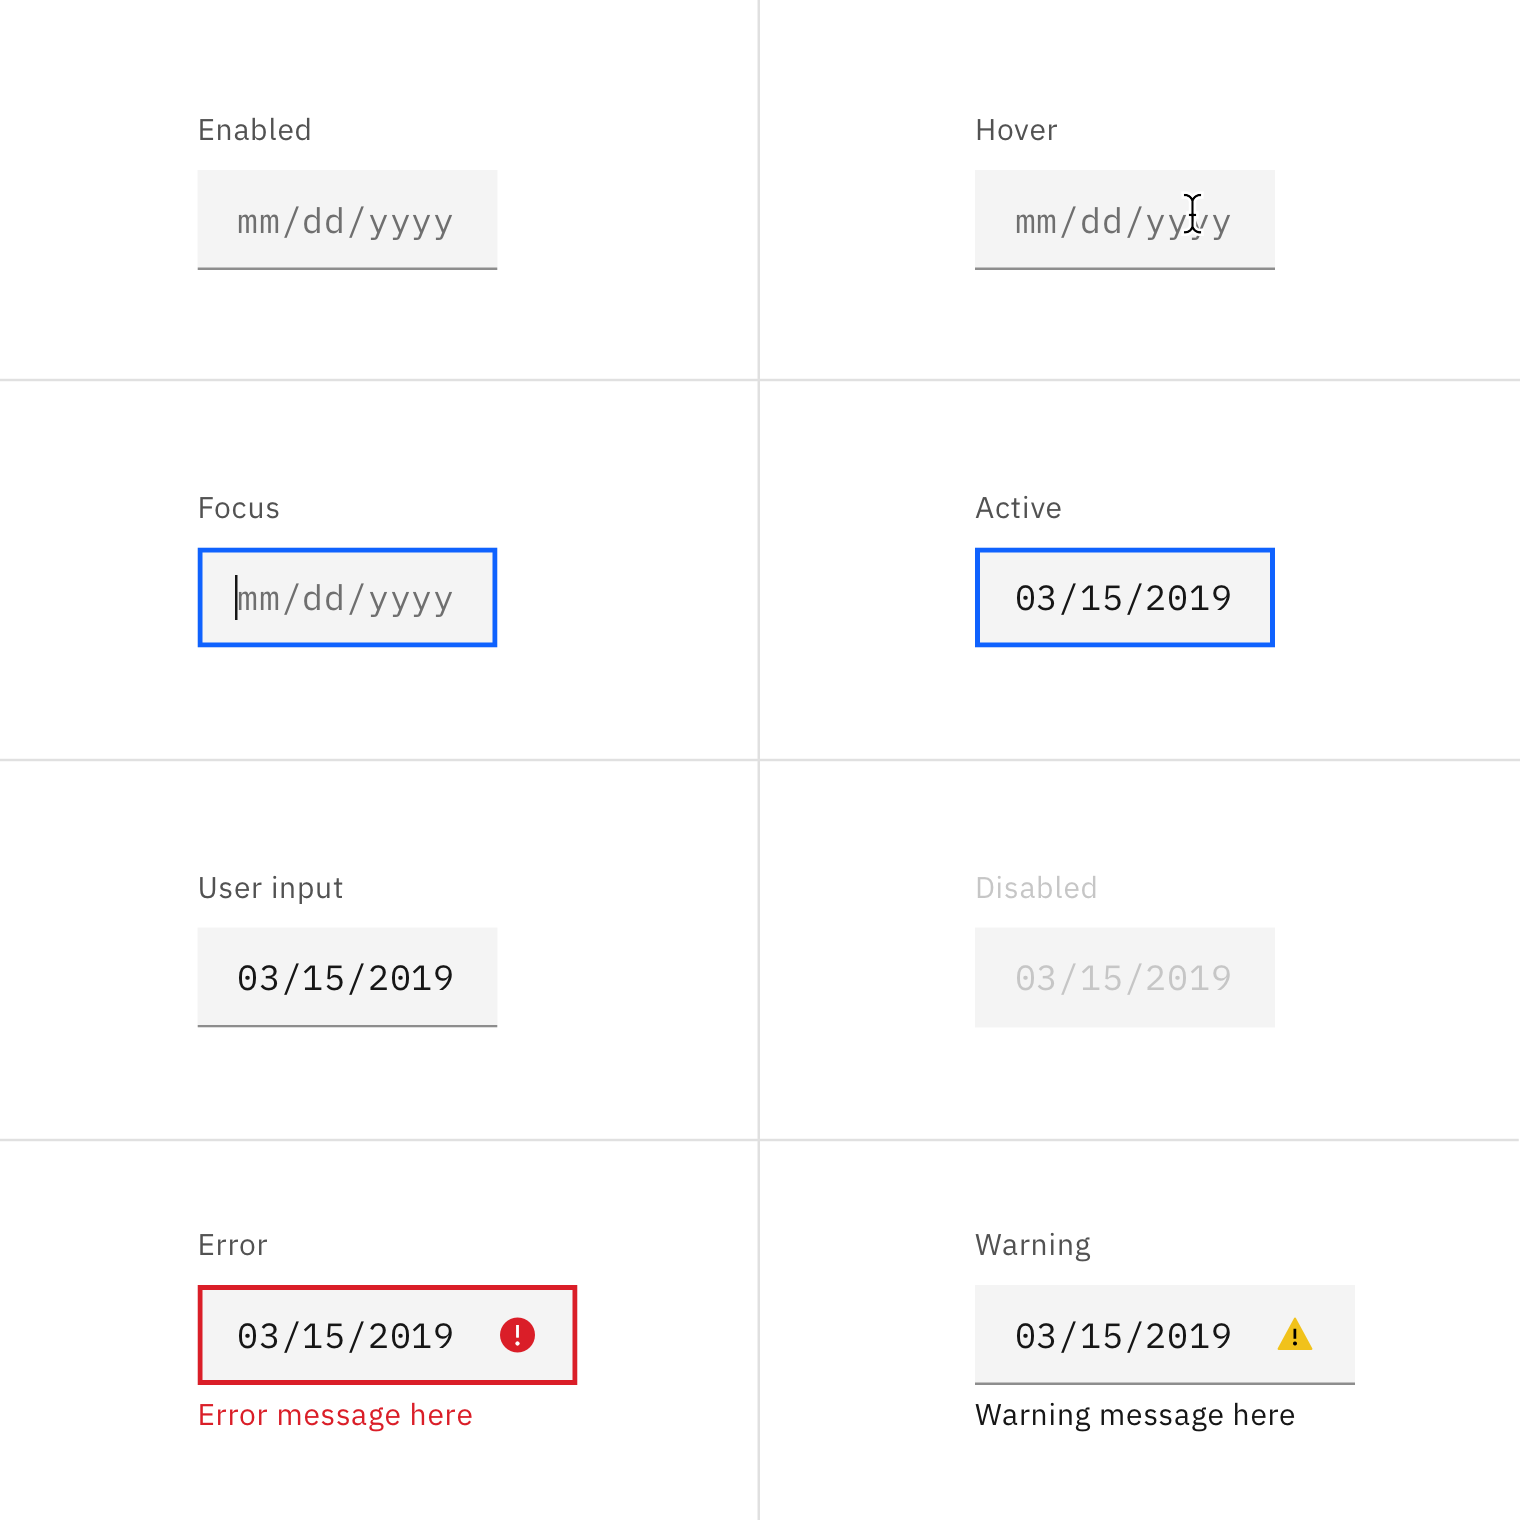 Enabled
mm/dd/yyyy
Hover
mm/dd/yyyy
Focus
mm/dd/yyyy
Active
03/15/2019
User input
03/15/2019
Disabled
03/15/2019
Error
03/15/2019
Error message here
Warning
03/15/2019
Warning message here